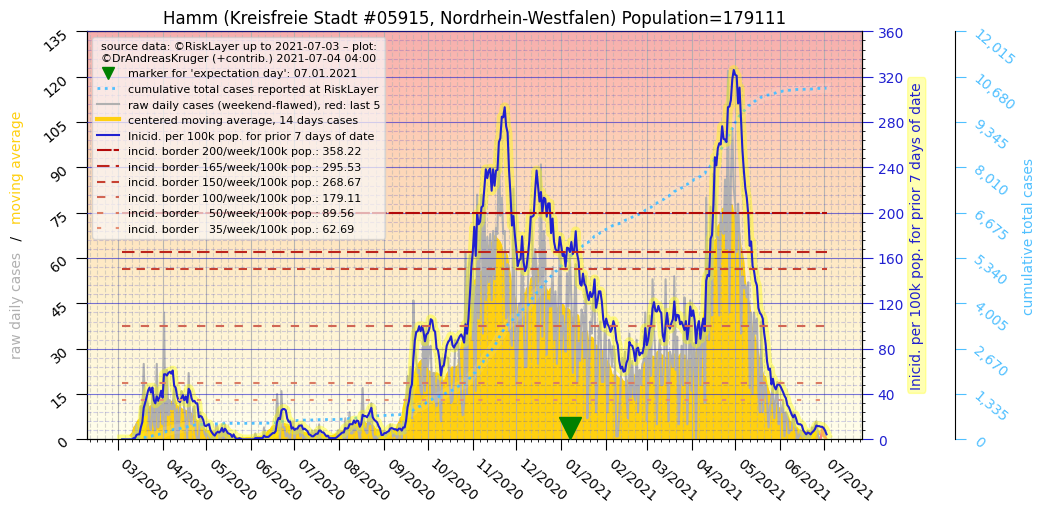 Hamm (Kreisfreie Stadt #05915, Nordrhein-Westfalen) Population=179111
source data: ©RiskLayer up to 2021-07-03 – plot:
©DrAndreasKruger (+contrib.) 2021-07-04 04:00
marker for 'expectation day': 07.01.2021
cumulative total cases reported at RiskLayer
raw daily cases (weekend-flawed), red: last 5
centered moving average, 14 days cases
Inicid. per 100k pop. for prior 7 days of date
incid. border 200/week/100k pop.: 358.22
incid. border 165/week/100k pop.: 295.53
incid. border 150/week/100k pop.: 268.67
incid. border 100/week/100k pop.: 179.11
incid. border   50/week/100k pop.: 89.56
incid. border   35/week/100k pop.: 62.69
raw daily cases   /   moving average
135
120
105
90
75
60
45
30
15
0
03/2020
04/2020
05/2020
06/2020
07/2020
08/2020
09/2020
10/2020
11/2020
12/2020
01/2021
02/2021
03/2021
04/2021
05/2021
06/2021
07/2021
360
320
280
240
200
160
120
80
40
0
Inicid. per 100k pop. for prior 7 days of date
12,015
10,680
9,345
8,010
6,675
5,340
4,005
2,670
1,335
0
cumulative total cases